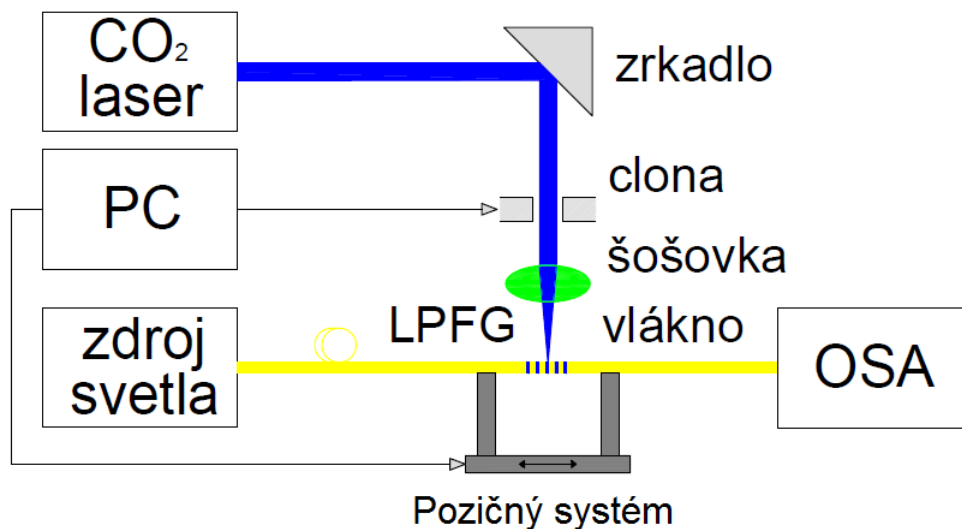 CO₂
laser
zrkadlo
PC
clona
šošovka
zdroj
svetla
LPFG
vlákno
OSA
Pozičný systém